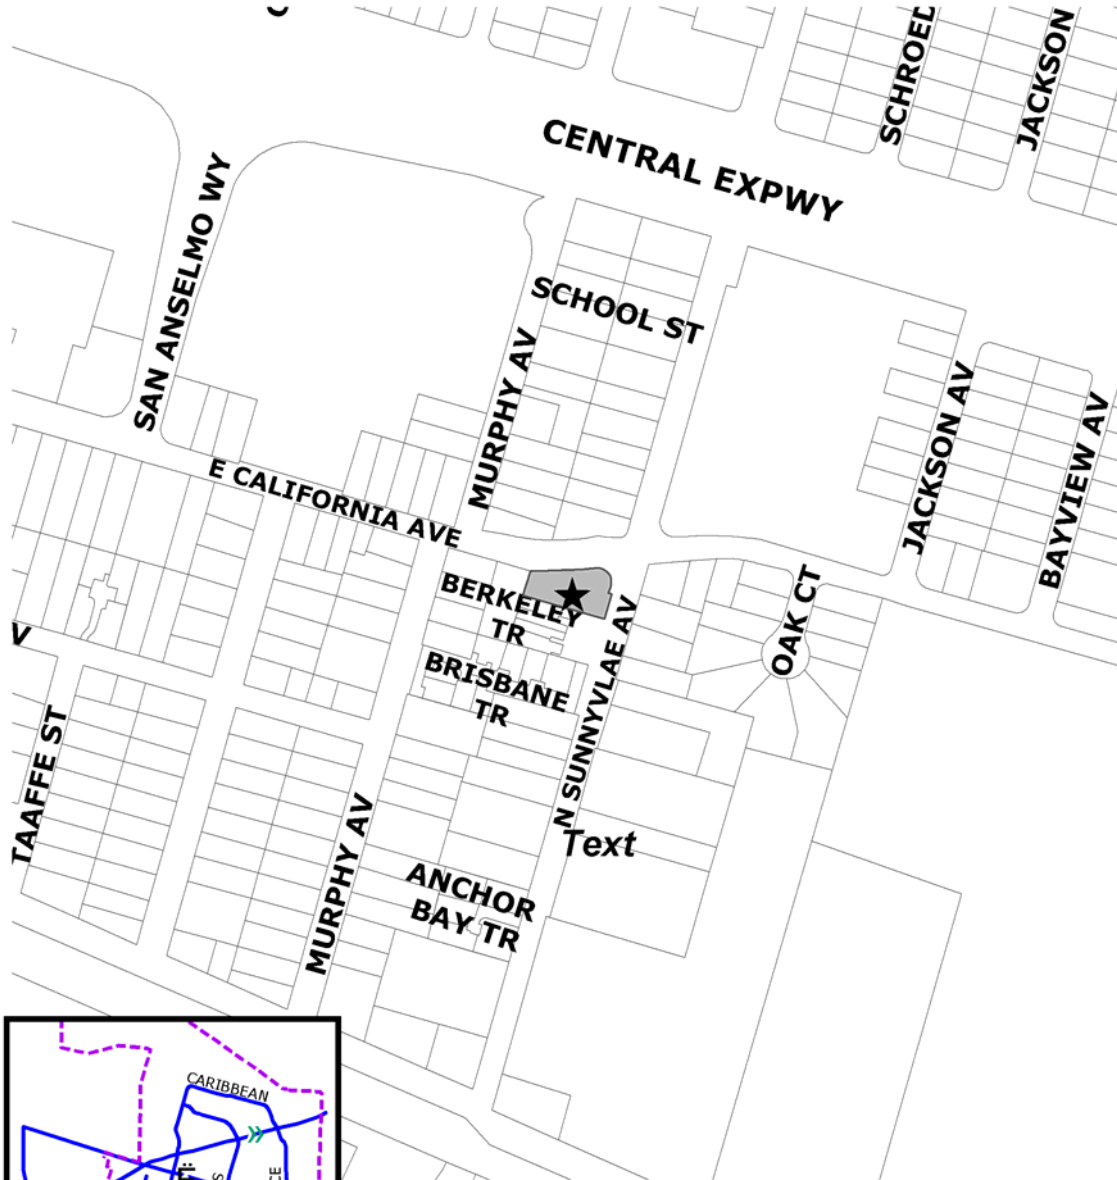 SCHROED
JACKSON
CENTRAL EXPWY
SAN ANSELMO WY
SCHOOL ST
MURPHY AV
JACKSON AV
BAYVIEW AV
E CALIFORNIA AVE
BERKELEY
TR
OAK CT
N SUNNYVLAE AV
V
BRISBANE
TR
TAAFFE ST
MURPHY AV
Text
ANCHOR
BAY TR
CARIBBEAN
CE